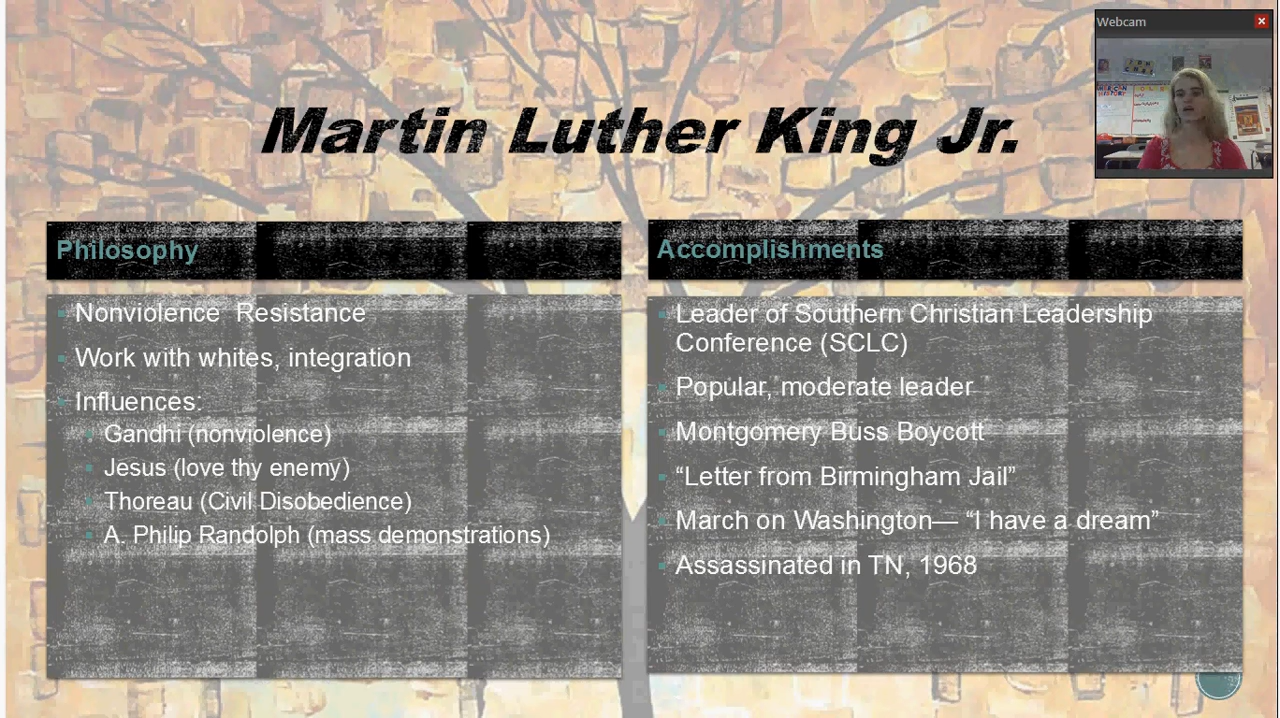 Webcam
Martin Luther King Jr.
Philosophy
Nonviolence Resistance
Work with whites, integration
Influences:
Gandhi (nonviolence)
Jesus (love thy enemy)
Thoreau (Civil Disobedience)
A. Philip Randolph (mass demonstrations)
Accomplishments
Leader of Southern Christian Leadership
Conference (SCLC)
Popular, moderate leader
Montgomery Buss Boycott
“Letter from Birmingham Jail”
March on Washington— “I have a dream”
Assassinated in TN, 1968